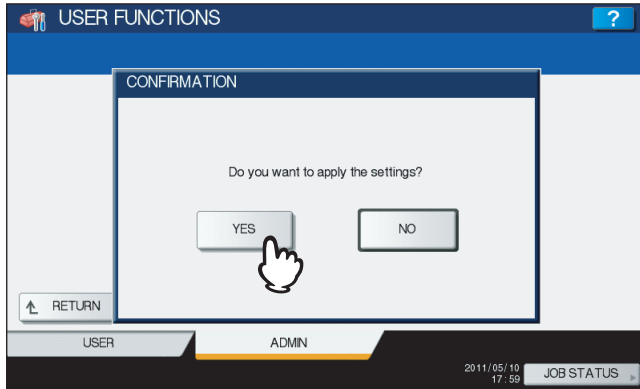 USER FUNCTIONS
?
CONFIRMATION
Do you want to apply the settings?
YES
NO
RETURN
USER
ADMIN
2011/05/10
17:59
JOB STATUS